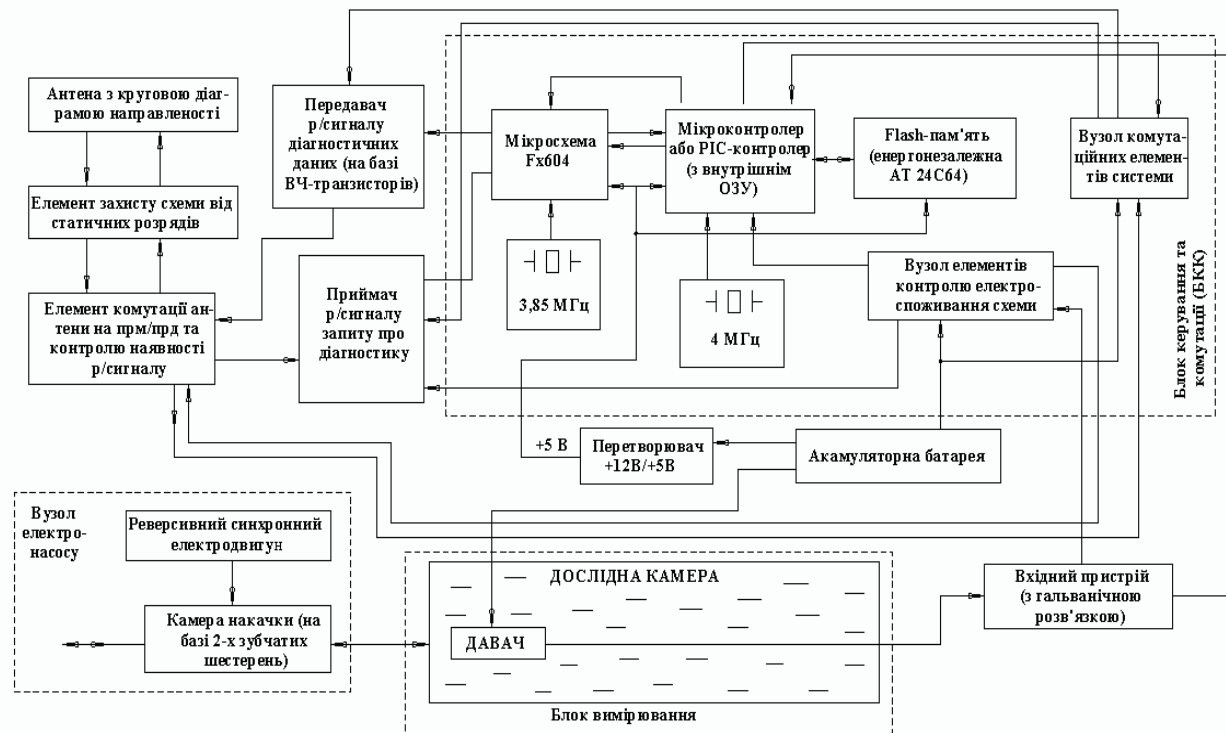 Антена з круговою діаг-
рамою направленості
Елемент захисту схеми від
статичних розрядів
Елемент комутації ан-
тени на прм/прд та
контролю наявності
р/сигналу
Передавач
р/сигналу
діагностичних
даних (на базі
ВЧ-транзисторів)
Приймач
р/сигналу
запиту про
діагностику
Мікросхема
Fx604
3,85 МГц
Мікроконтролер
або PIC-контролер
(з внутрішнім
ОЗУ)
4 МГц
Flash-пам'ять
(енергонезалежна
AT 24C64)
Вузол елементів
контролю електро-
споживання схеми
Вузол комута-
ційних елемен-
тів системи
Блок керування та
комутації (БКК)
+5 В
Перетворювач
+12В/+5В
Акамуляторна батарея
Вузол
електро-
насосу
Реверсивний синхронний
електродвигун
Камера накачки (на
базі 2-х зубчатих
шестерень)
ДОСЛІДНА КАМЕРА
ДАВАЧ
Блок вимірювання
Вхідний пристрій
(з гальванічною
розв'язкою)